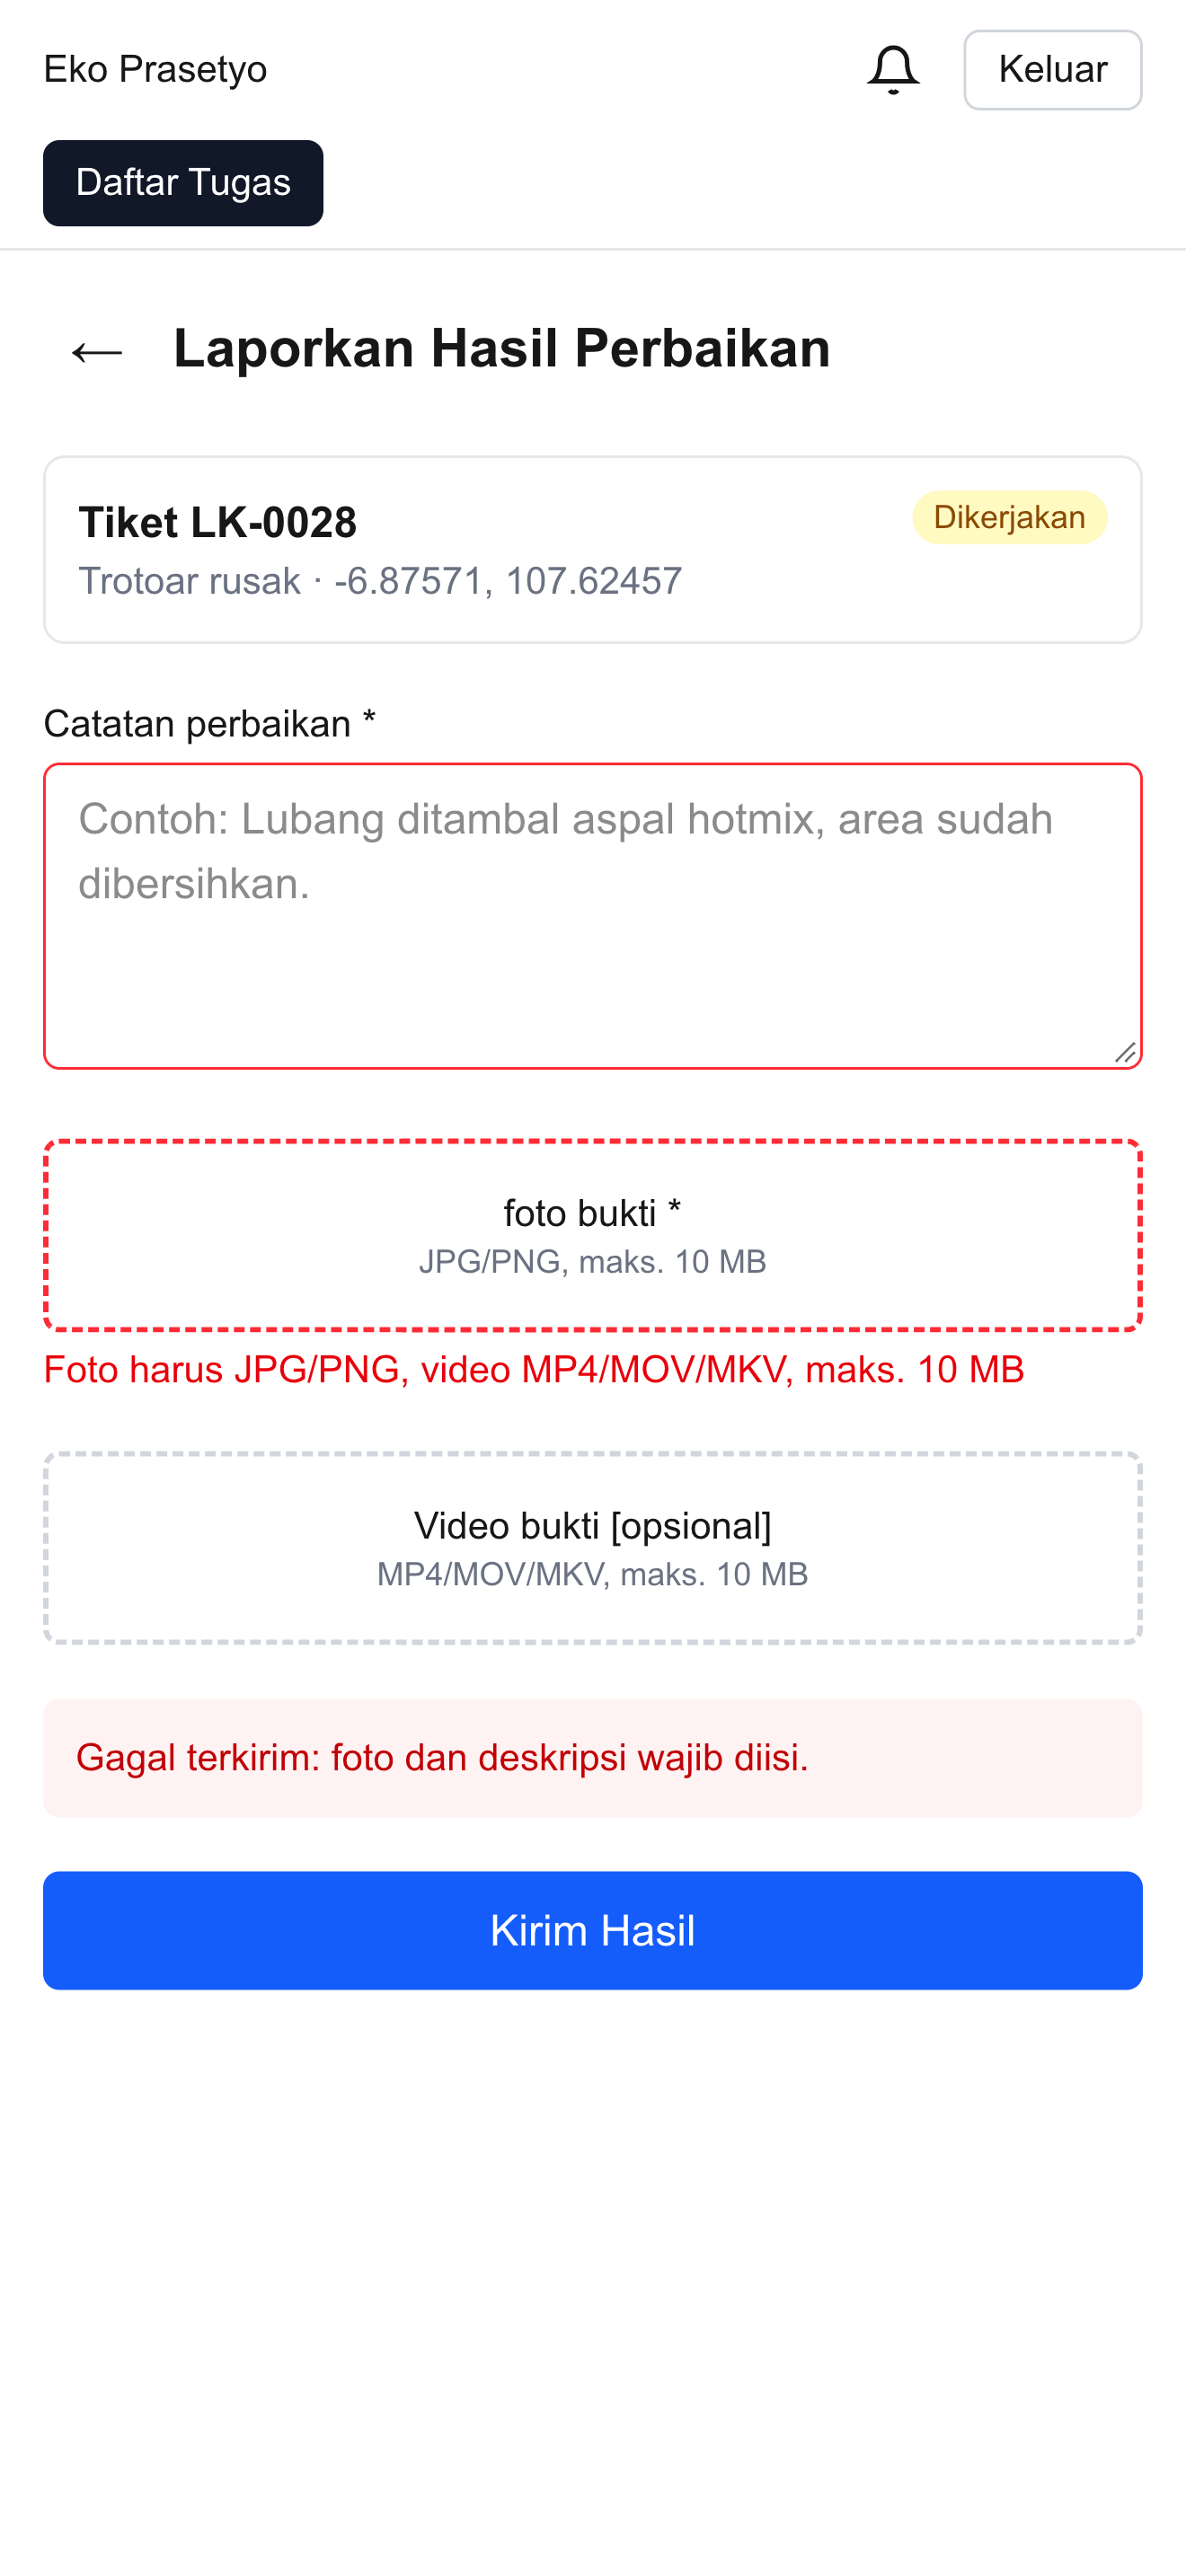 Eko Prasetyo
Keluar
Daftar Tugas
← Laporkan Hasil Perbaikan
Tiket LK-0028
Dikerjakan
Trotoar rusak · -6.87571, 107.62457
Catatan perbaikan *
Contoh: Lubang ditambal aspal hotmix, area sudah
dibersihkan.
foto bukti *
JPG/PNG, maks. 10 MB
Foto harus JPG/PNG, video MP4/MOV/MKV, maks. 10 MB
Video bukti [opsional]
MP4/MOV/MKV, maks. 10 MB
Gagal terkirim: foto dan deskripsi wajib diisi.
Kirim Hasil